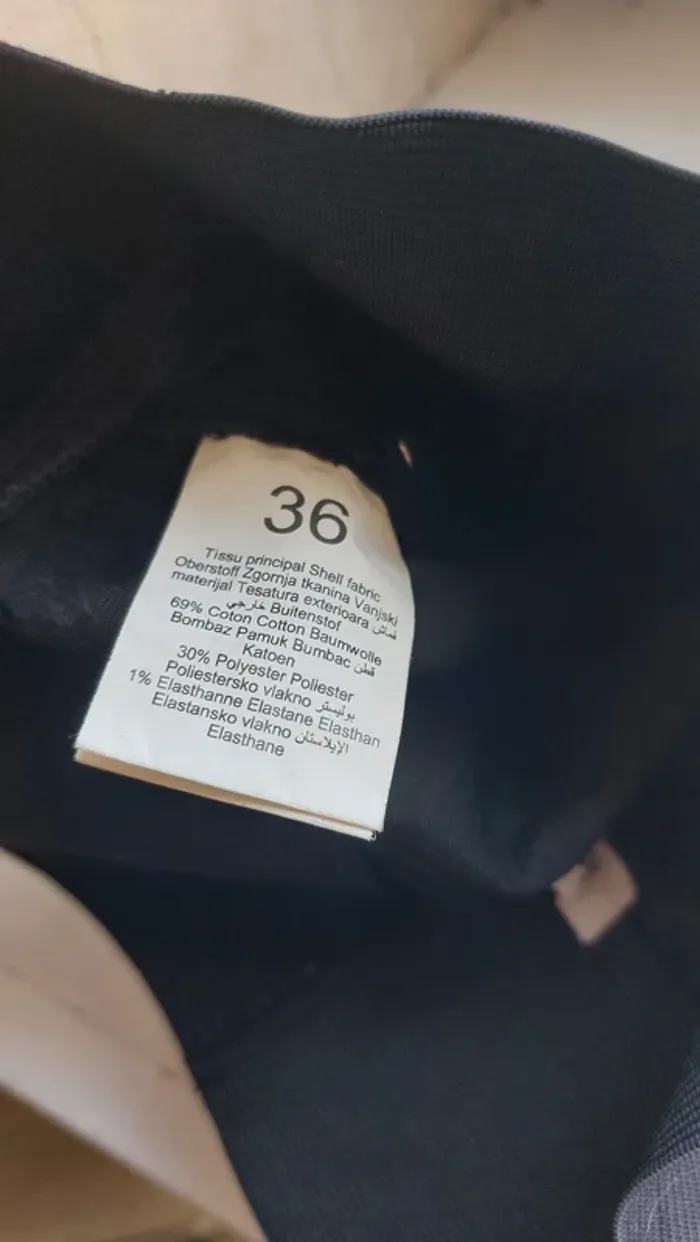 36
Tissu principal Shell fabric
Oberstoff Zgornja tkanina Vanjski
materijal Tesatura exterioara قماش
خارجي Buitenstof
69% Coton Cotton Baumwolle
Bombaz Pamuk Bumbac قطن
Katoen
30% Polyester Poliester
Poliestersko vlakno بوليستر
1% Elasthanne Elastane Elasthan
Elastansko vlakno الإيلاستان
Elasthane